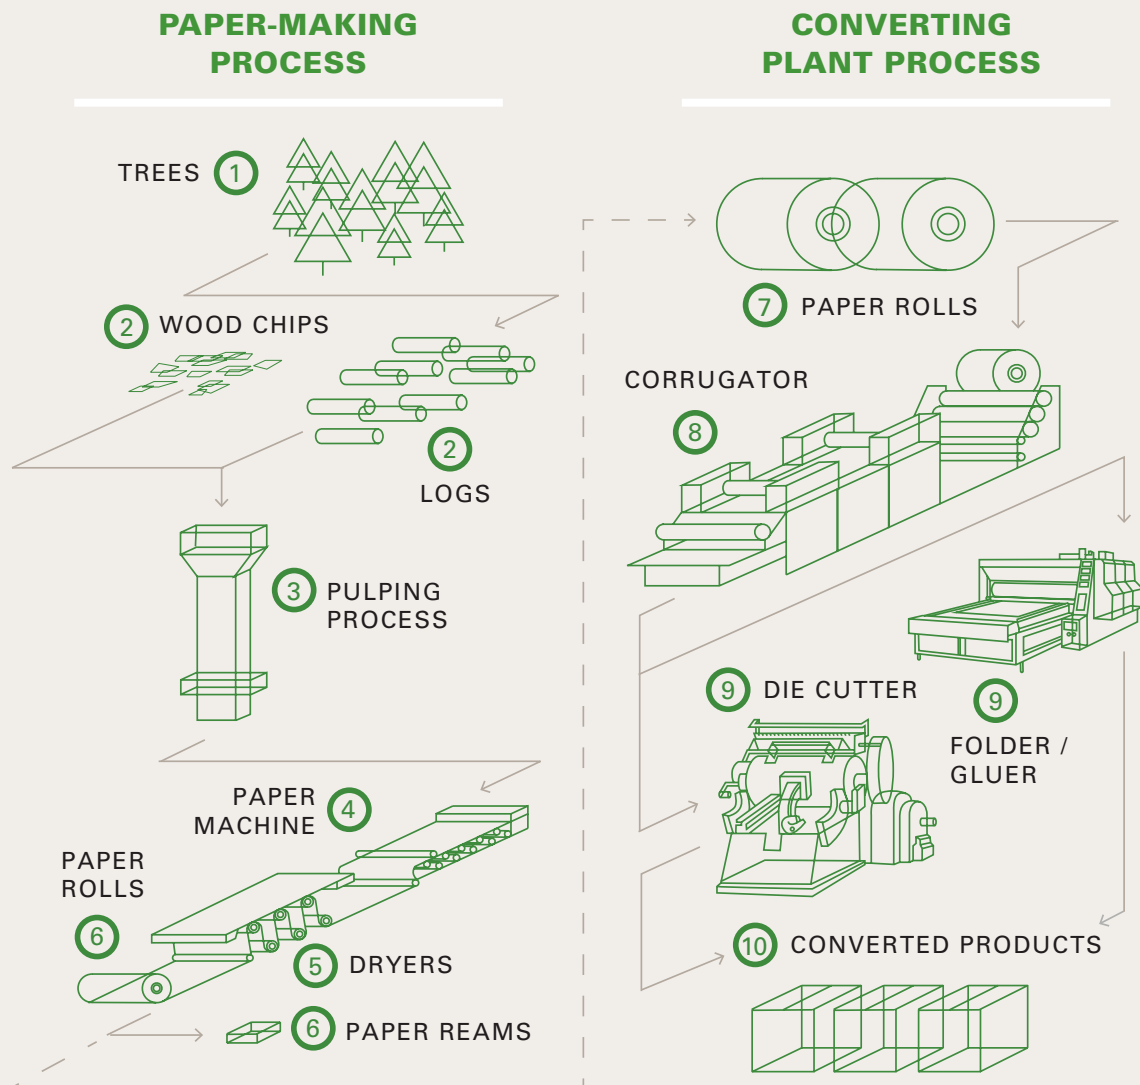 PAPER-MAKING
PROCESS
TREES 1
2 WOOD CHIPS
2
LOGS
3 PULPING
PROCESS
PAPER
MACHINE 4
PAPER
ROLLS
6
5 DRYERS
6 PAPER REAMS
CONVERTING
PLANT PROCESS
7 PAPER ROLLS
CORRUGATOR
8
9 DIE CUTTER
9
FOLDER /
GLUER
10 CONVERTED PRODUCTS